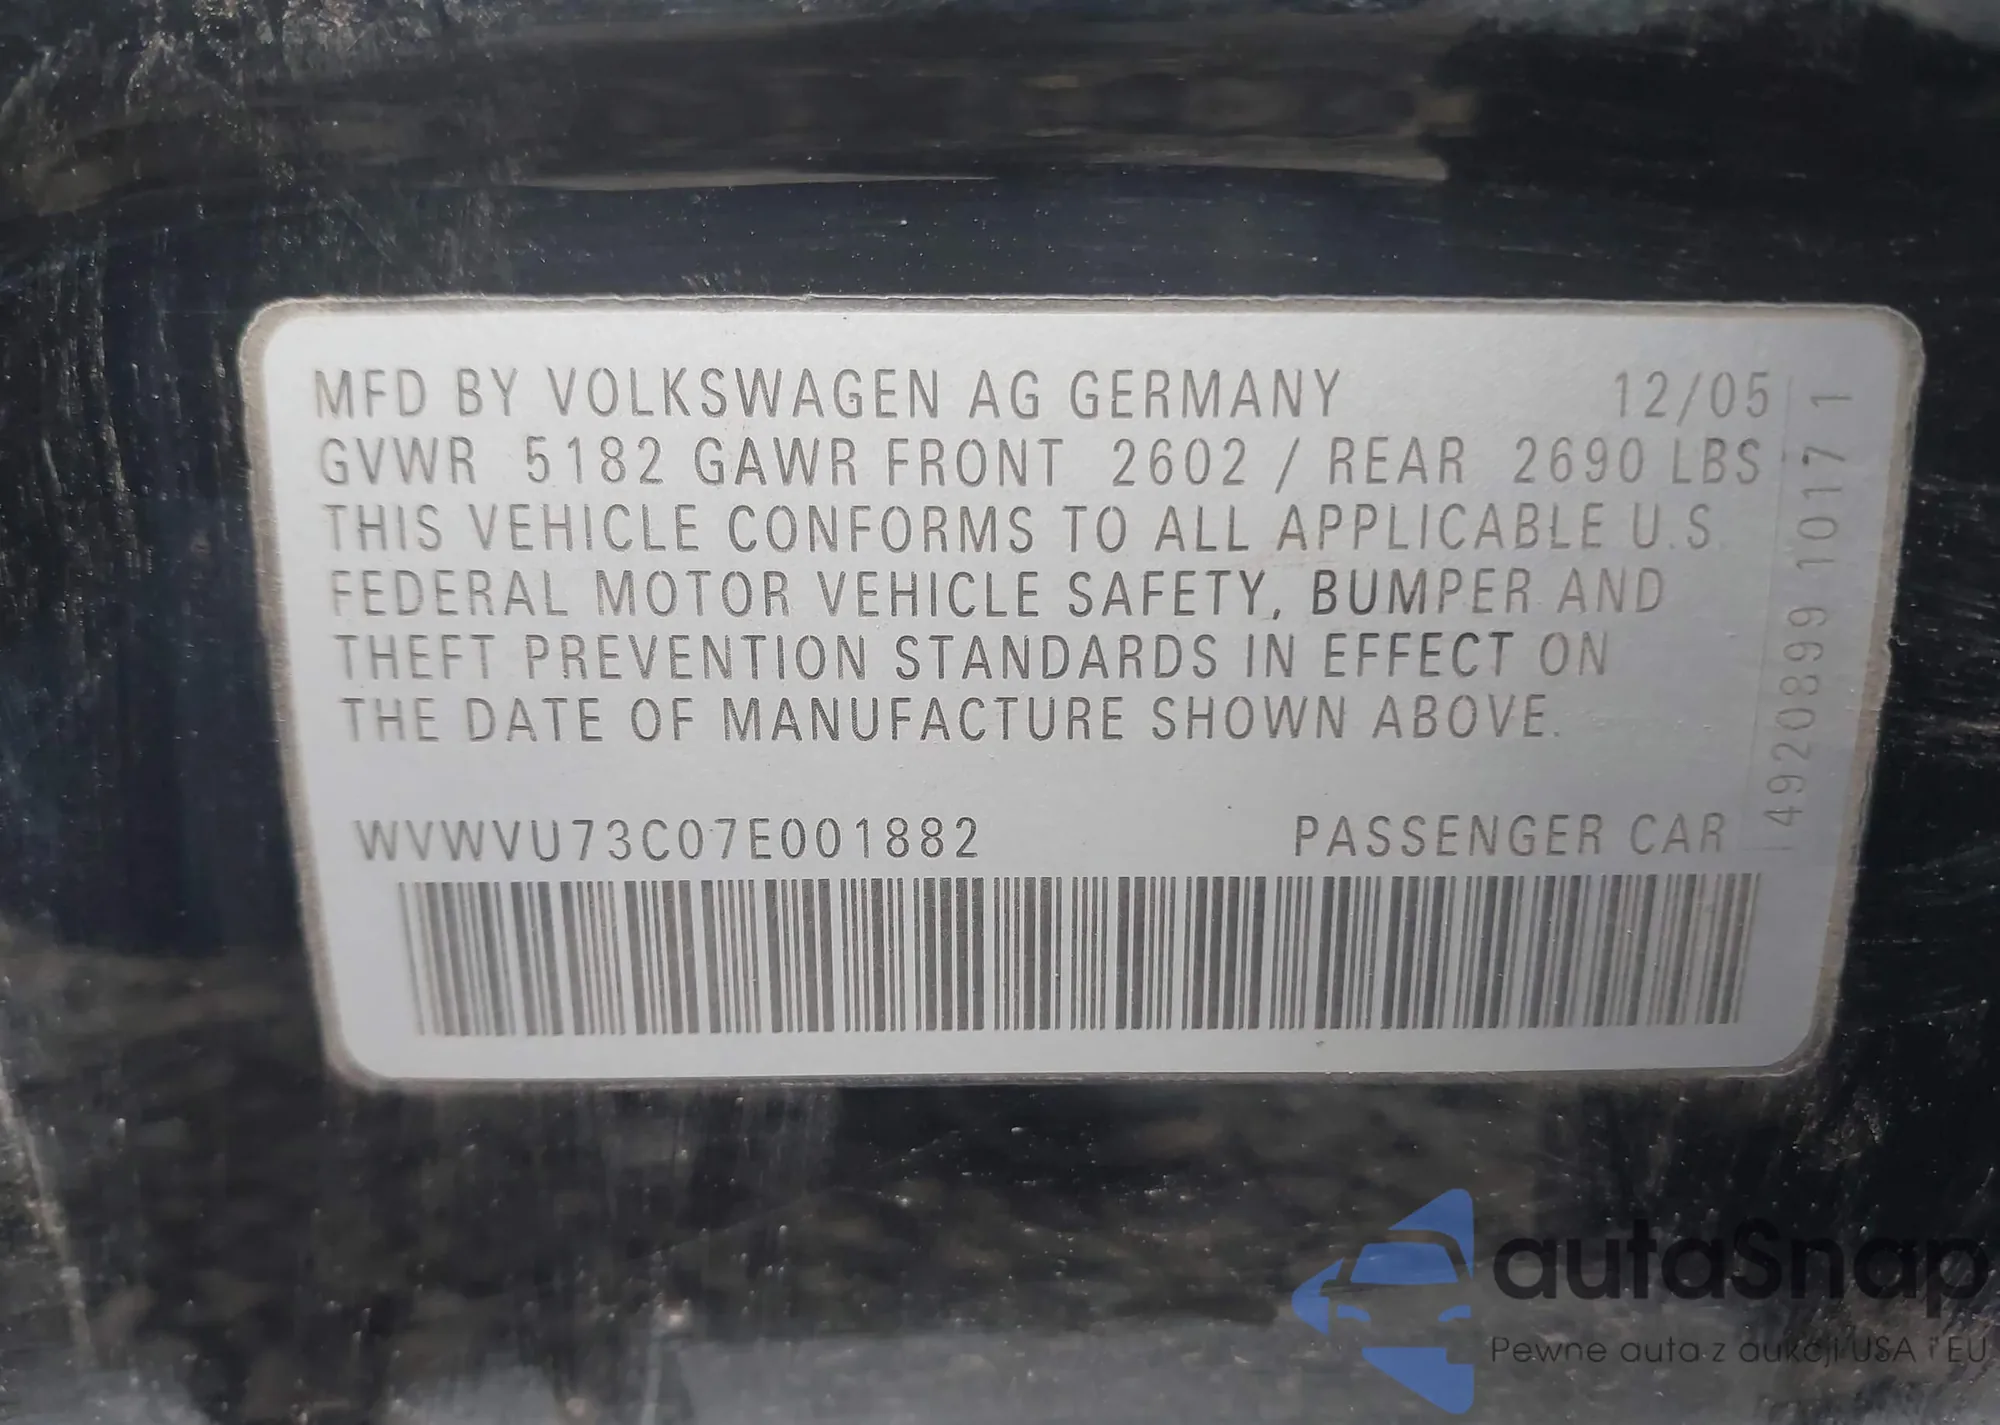 MFD BY VOLKSWAGEN AG GERMANY 12/05
GVWR 5182 GAWR FRONT 2602 / REAR 2690 LBS
THIS VEHICLE CONFORMS TO ALL APPLICABLE U.S.
FEDERAL MOTOR VEHICLE SAFETY, BUMPER AND
THEFT PREVENTION STANDARDS IN EFFECT ON
THE DATE OF MANUFACTURE SHOWN ABOVE.
WVWVU73C07E001882 PASSENGER CAR
4920899 1017 1
autaSnap
Pewne auta z aukcji USA i EU